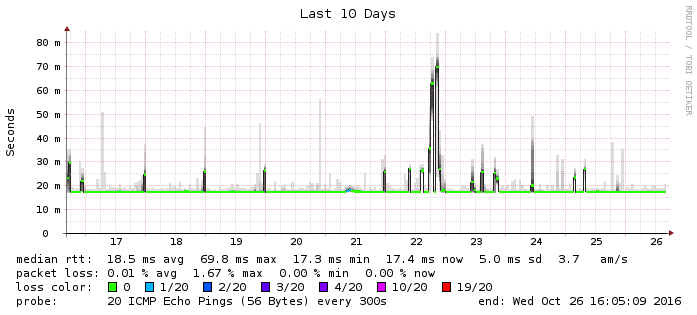 Last 10 Days
RRDTOOL / TOBI OETIKER
Seconds
80 m
70 m
60 m
50 m
40 m
30 m
20 m
10 m
0
17 18 19 20 21 22 23 24 25 26
median rtt: 18.5 ms avg 69.8 ms max 17.3 ms min 17.4 ms now 5.0 ms sd 3.7 am/s
packet loss: 0.01 % avg 1.67 % max 0.00 % min 0.00 % now
loss color: 0 1/20 2/20 3/20 4/20 10/20 19/20
probe: 20 ICMP Echo Pings (56 Bytes) every 300s end: Wed Oct 26 16:05:09 2016